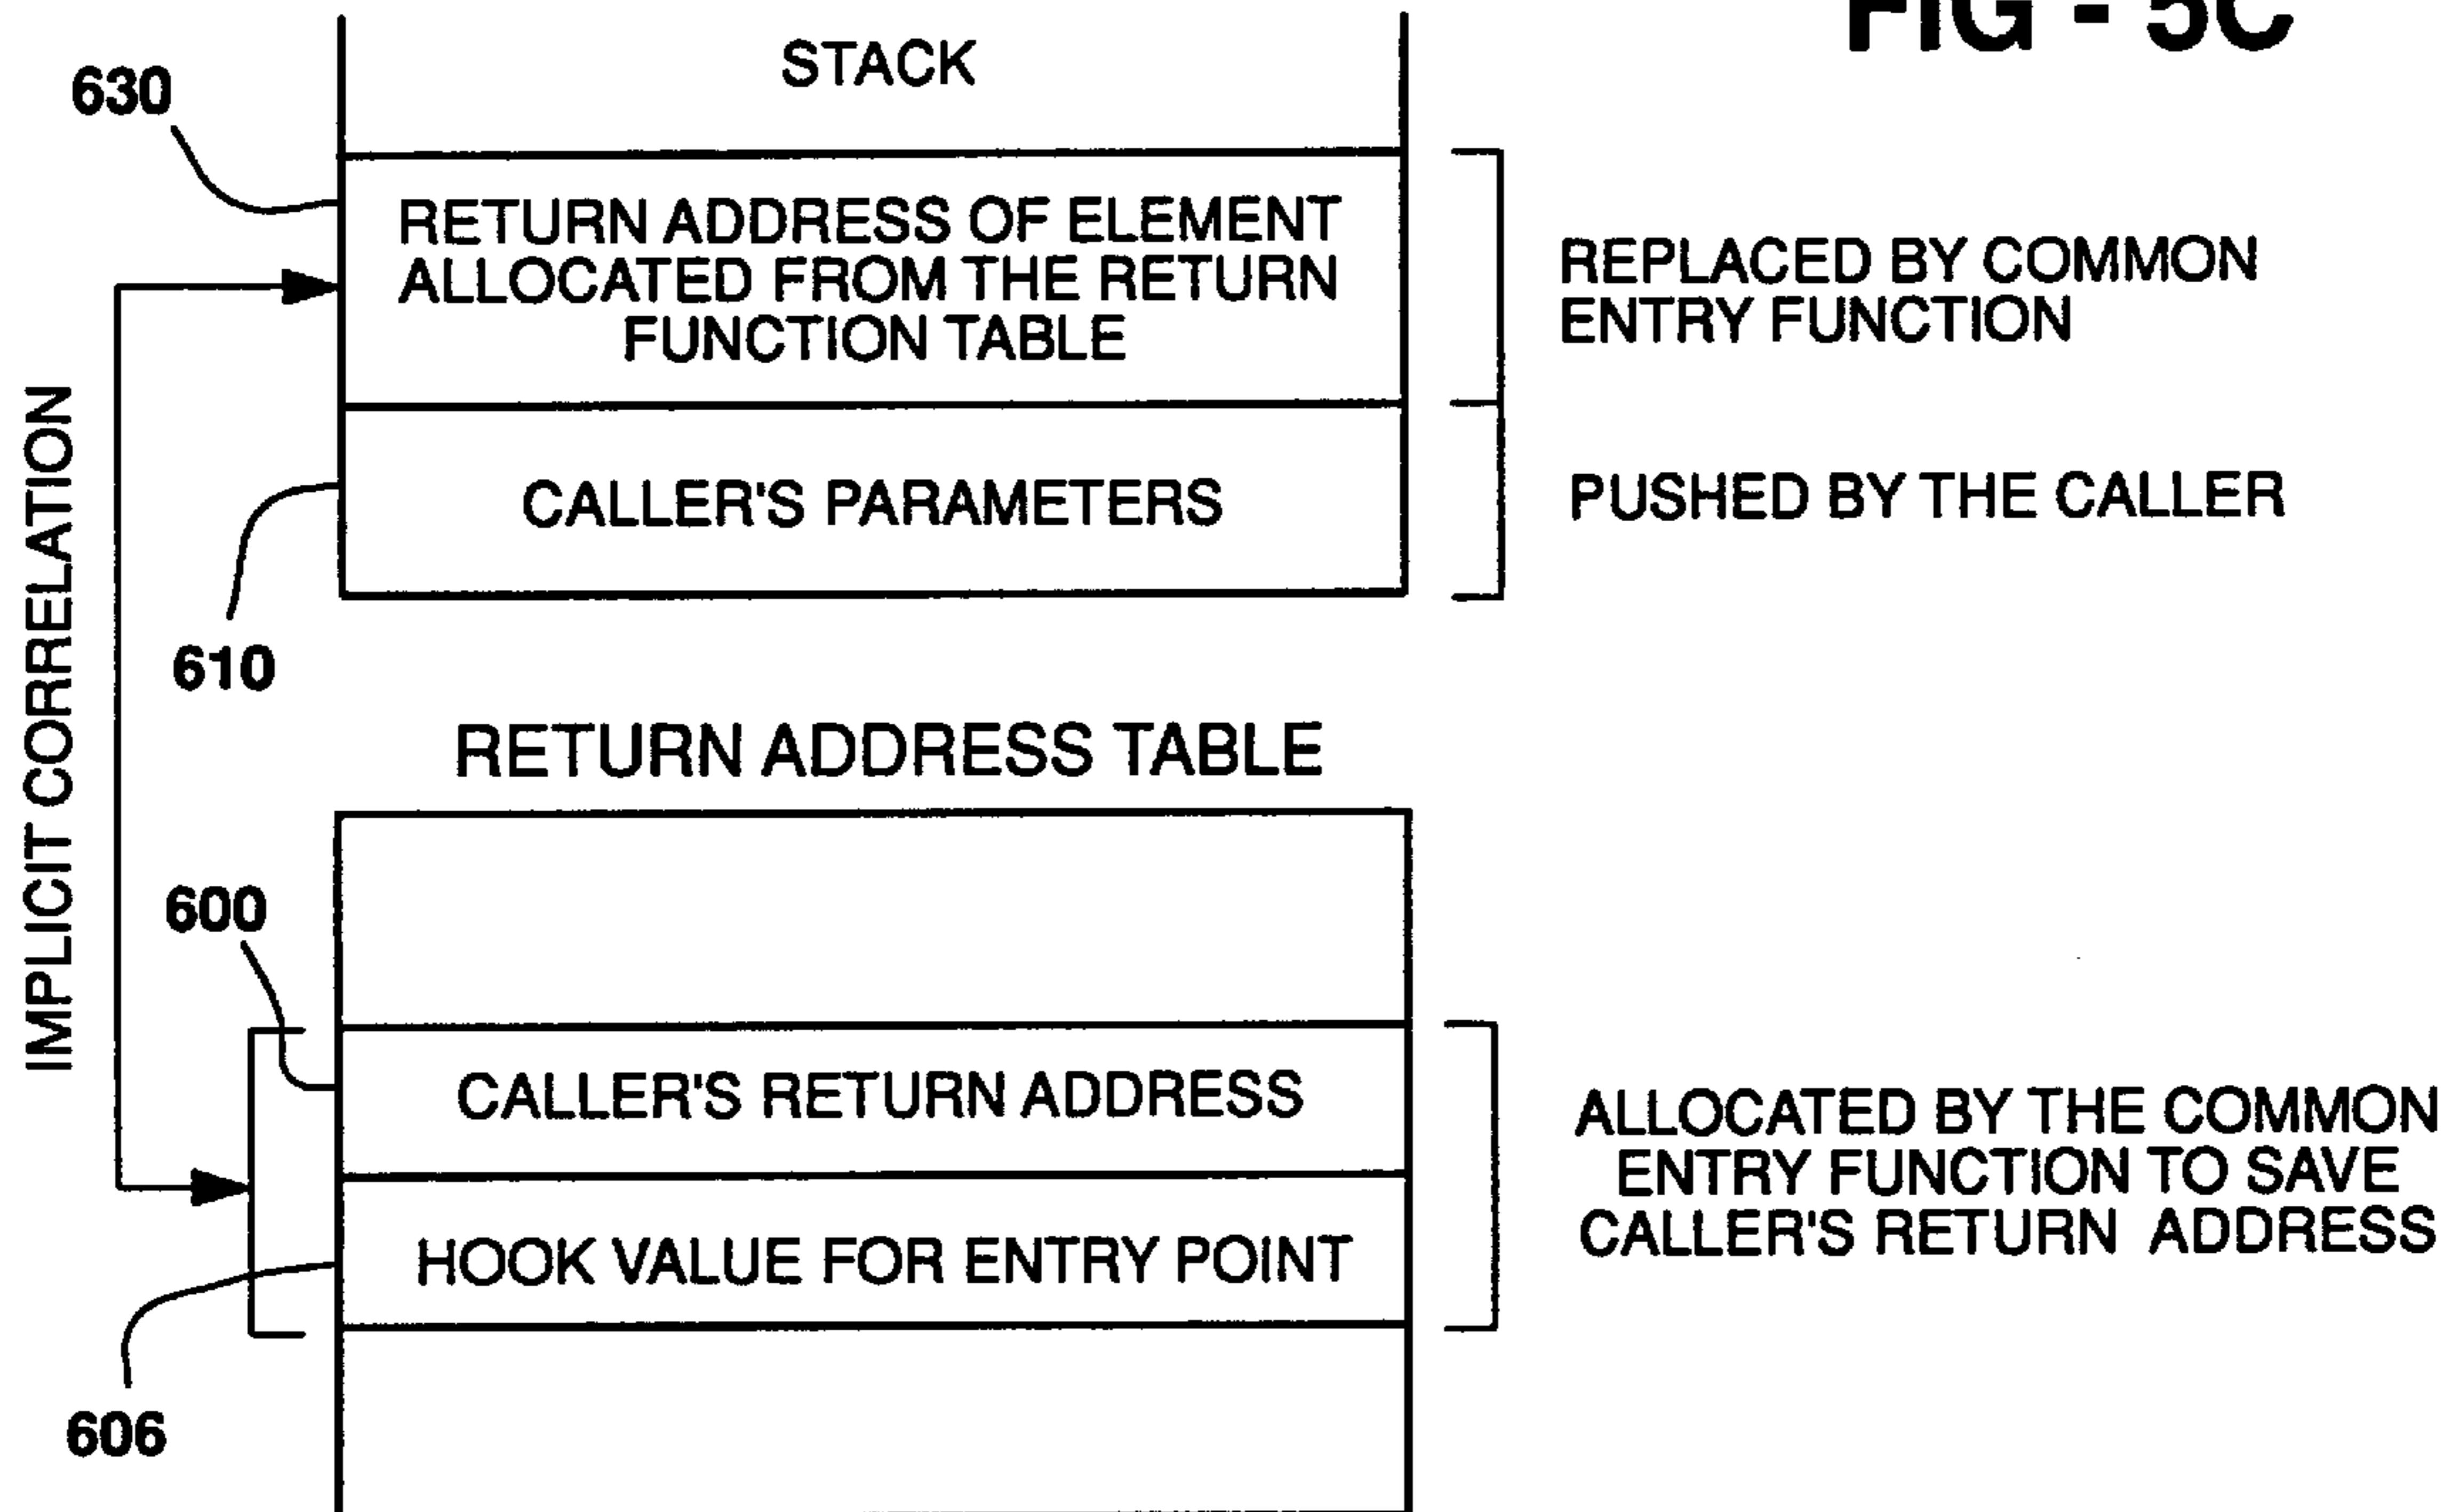 FIG - 5C
STACK
630
RETURN ADDRESS OF ELEMENT
ALLOCATED FROM THE RETURN
FUNCTION TABLE
REPLACED BY COMMON
ENTRY FUNCTION
CALLER'S PARAMETERS
PUSHED BY THE CALLER
610
IMPLICIT CORRELATION
RETURN ADDRESS TABLE
600
CALLER'S RETURN ADDRESS
HOOK VALUE FOR ENTRY POINT
ALLOCATED BY THE COMMON
ENTRY FUNCTION TO SAVE
CALLER'S RETURN ADDRESS
606